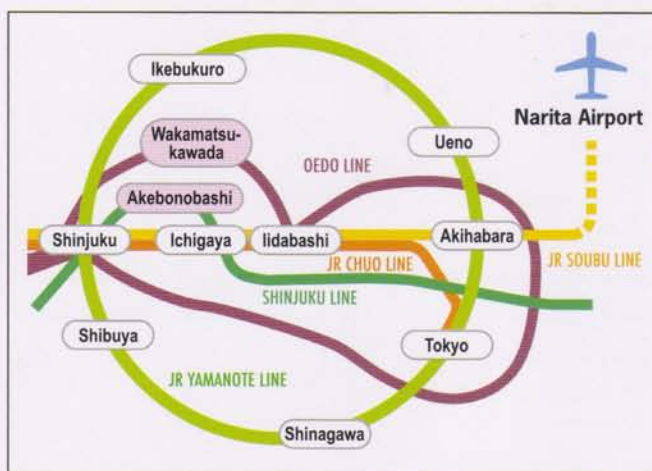 Ikebukuro
Wakamatsu-
kawada
Akebonobashi
Shinjuku
Ichigaya
Iidabashi
Akihabara
Ueno
Narita Airport
OEDO LINE
JR CHUO LINE
JR SOUBU LINE
SHINJUKU LINE
Shibuya
Tokyo
JR YAMANOTE LINE
Shinagawa